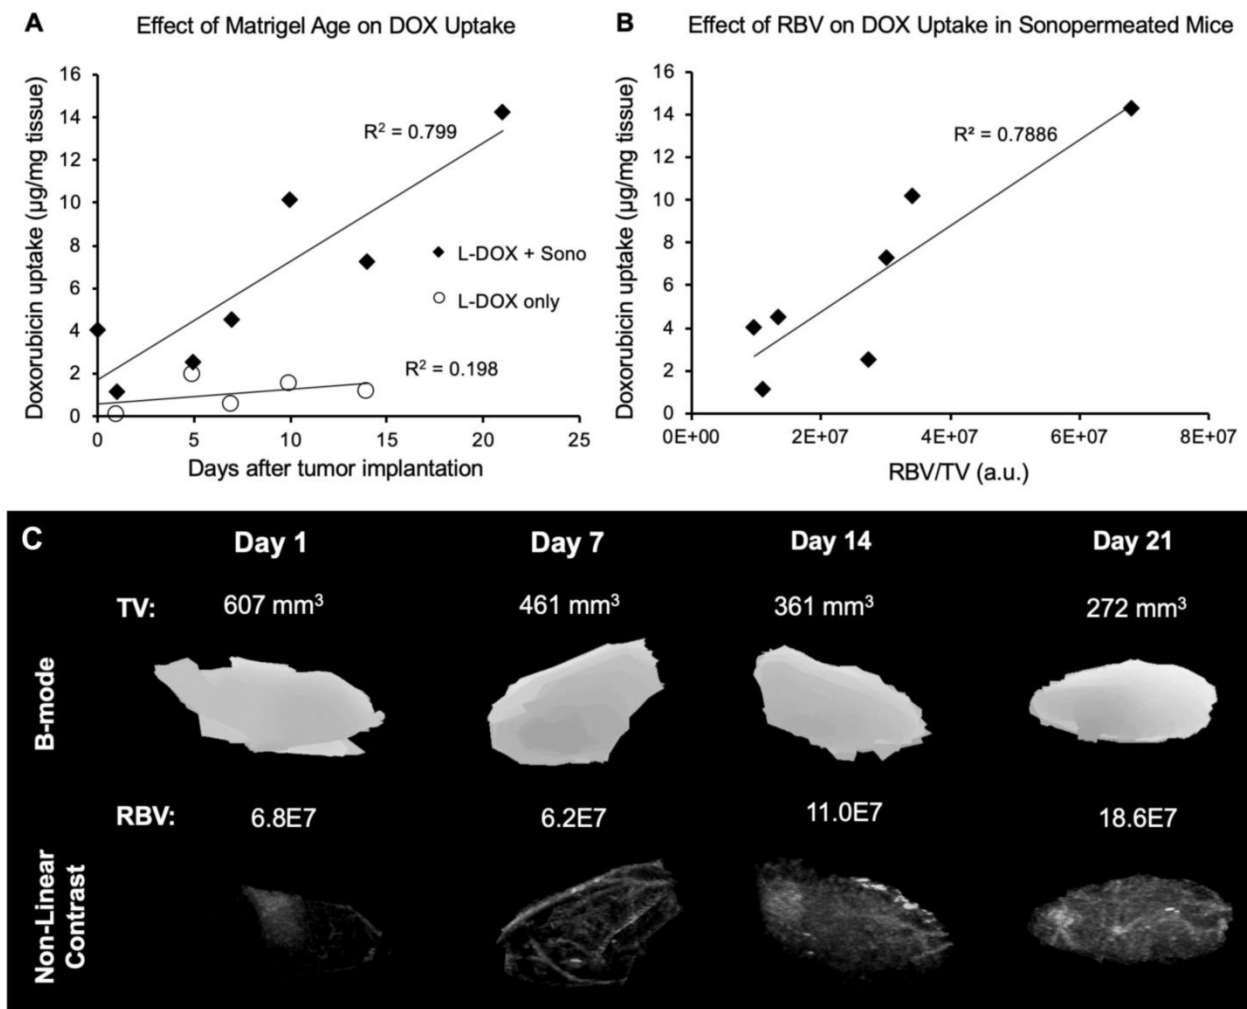 A Effect of Matrigel Age on DOX Uptake
Doxorubicin uptake (µg/mg tissue)
16
14
12
10
8
6
4
2
0
R² = 0.799
L-DOX + Sono
L-DOX only
R² = 0.198
0 5 10 15 20 25
Days after tumor implantation
B Effect of RBV on DOX Uptake in Sonopermeated Mice
Doxorubicin uptake (µg/mg tissue)
16
14
12
10
8
6
4
2
0
R² = 0.7886
0E+00 2E+07 4E+07 6E+07 8E+07
RBV/TV (a.u.)
C Day 1 Day 7 Day 14 Day 21
TV: 607 mm³ 461 mm³ 361 mm³ 272 mm³
B-mode
RBV: 6.8E7 6.2E7 11.0E7 18.6E7
Non-Linear
Contrast